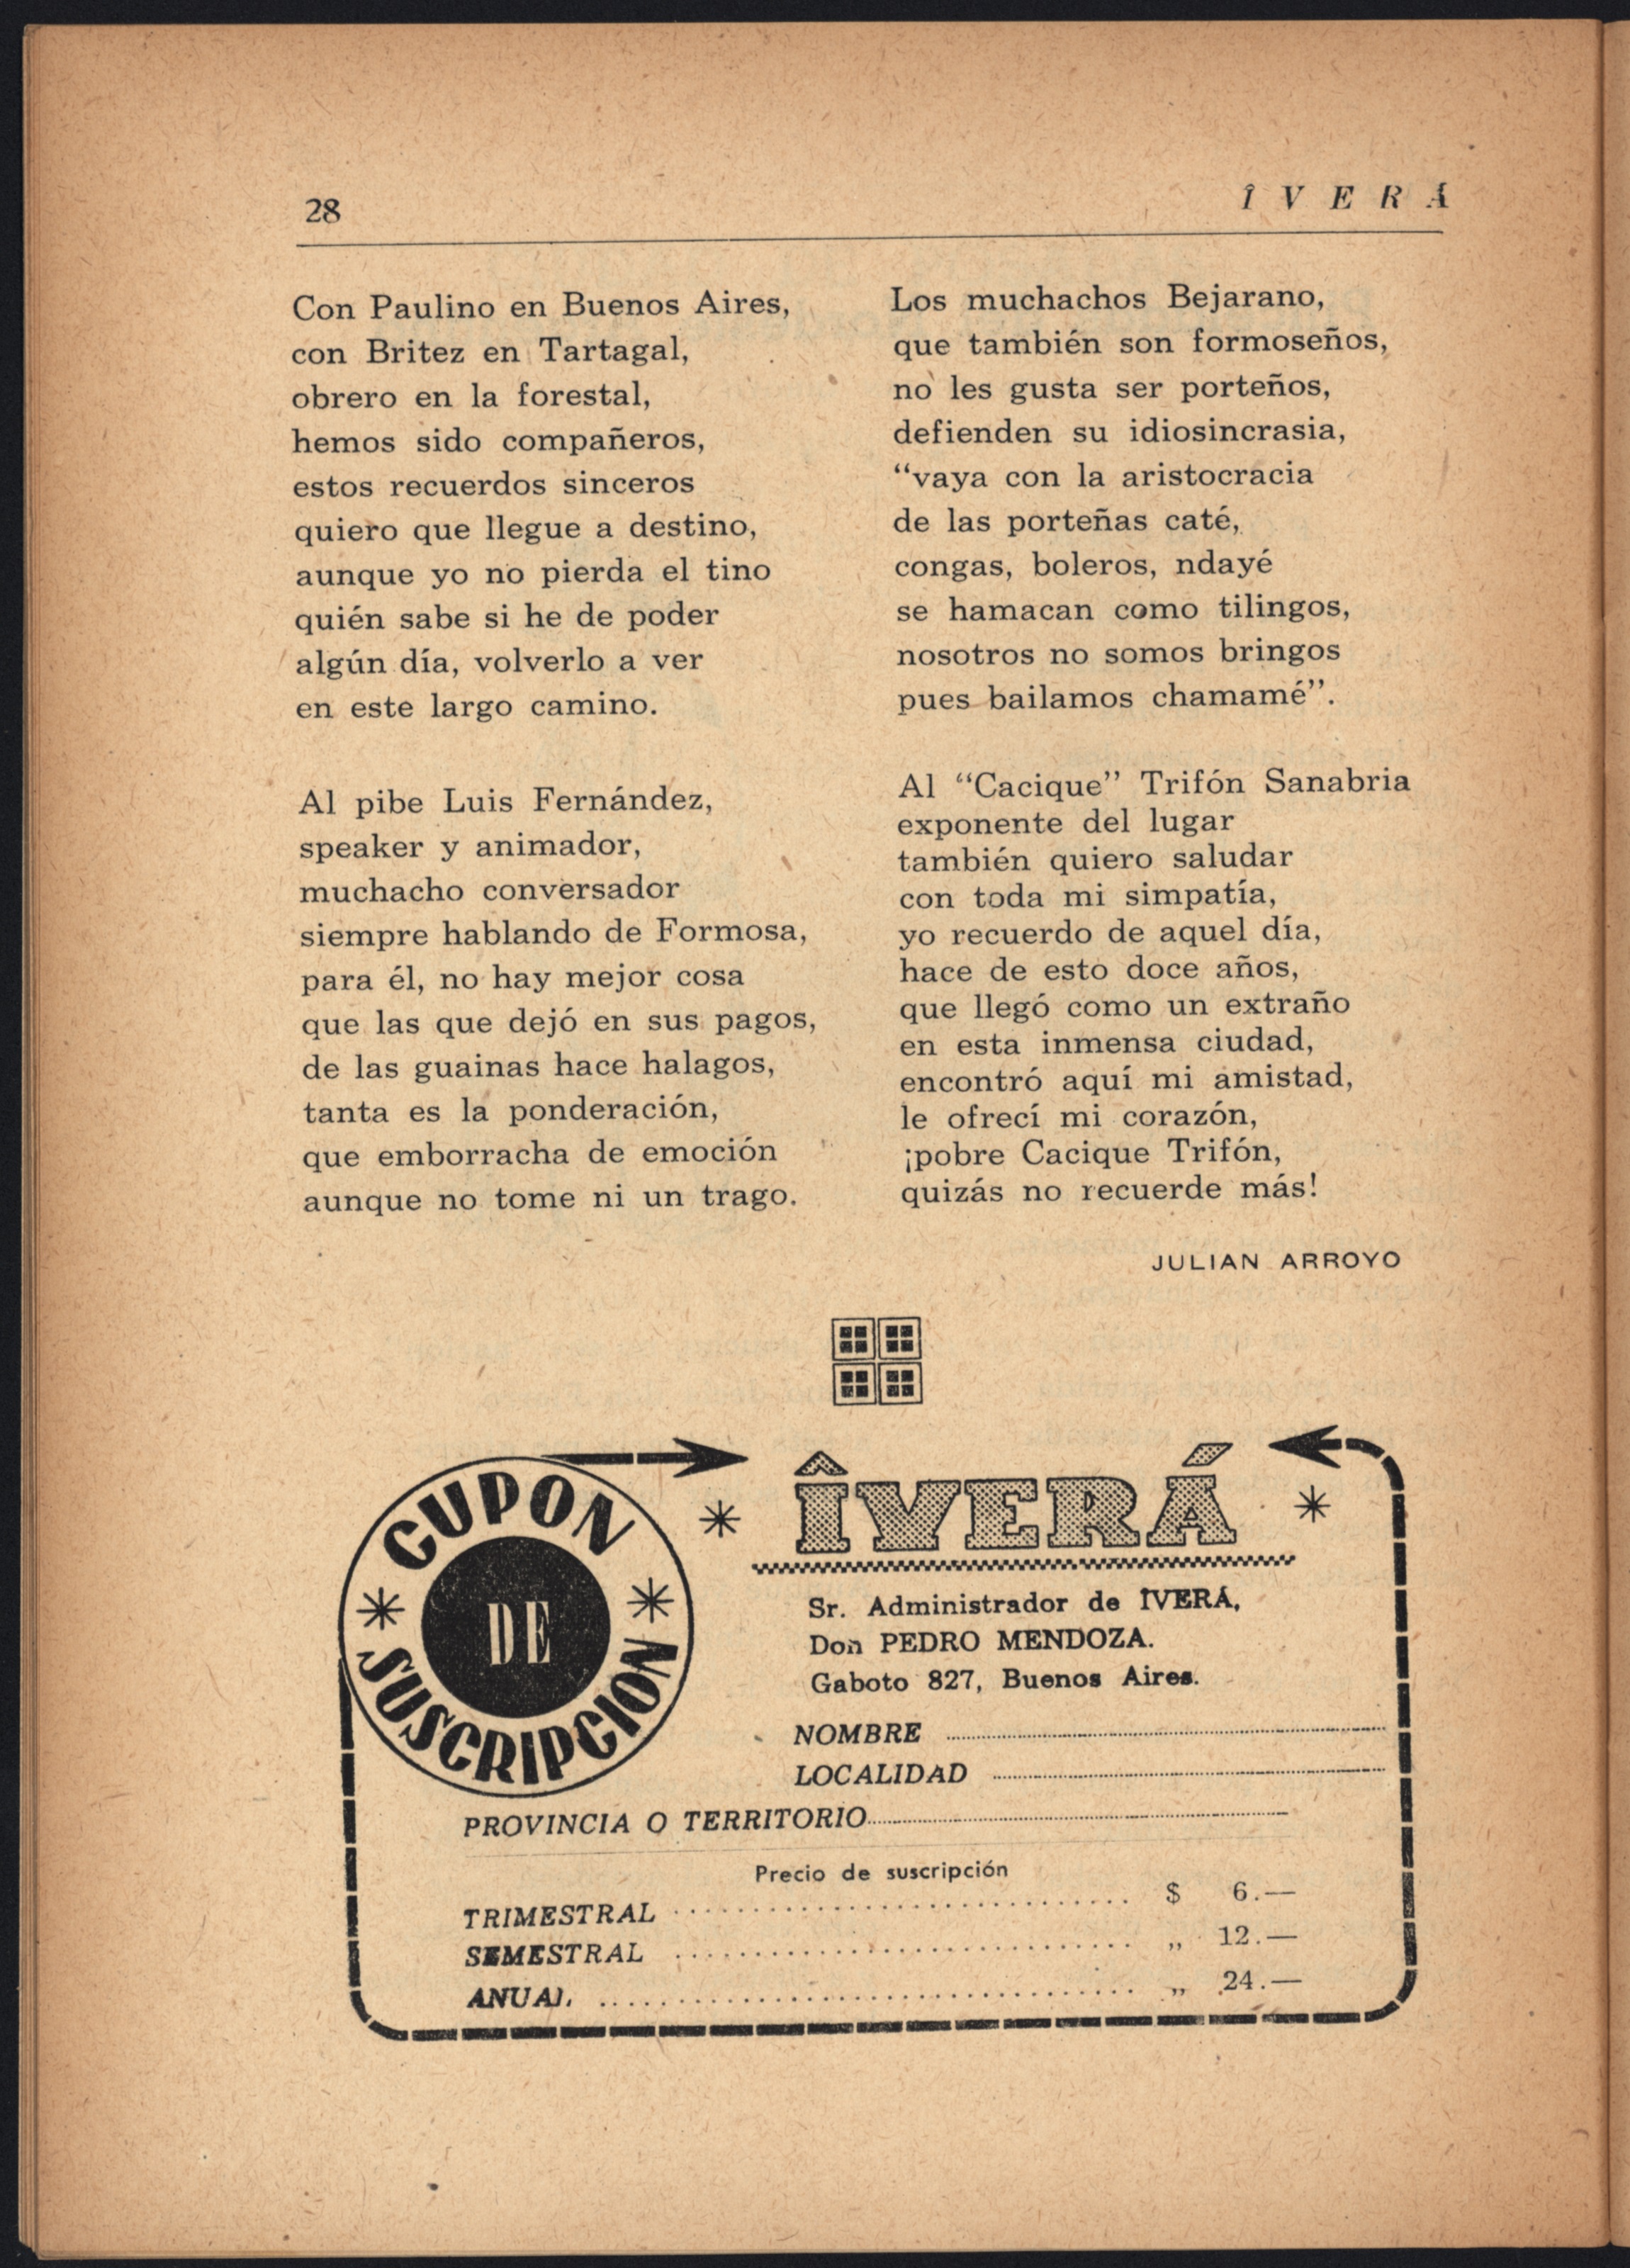 28
Î V E R Á
Con Paulino en Buenos Aires,
con Britez en Tartagal,
obrero en la forestal,
hemos sido compañeros,
estos recuerdos sinceros
quiero que llegue a destino,
aunque yo no pierda el tino
quién sabe si he de poder
algún día, volverlo a ver
en este largo camino.
Al pibe Luis Fernández,
speaker y animador,
muchacho conversador
siempre hablando de Formosa,
para él, no hay mejor cosa
que las que dejó en sus pagos,
de las guainas hace halagos,
tanta es la ponderación,
que emborracha de emoción
aunque no tome ni un trago.
Los muchachos Bejarano,
que también son formoseños,
no les gusta ser porteños,
defienden su idiosincrasia,
“vaya con la aristocracia
de las porteñas caté,
congas, boleros, ndayé
se hamacan como tilingos,
nosotros no somos bringos
pues bailamos chamamé”.
Al “Cacique” Trifón Sanabria
exponente del lugar
también quiero saludar
con toda mi simpatía,
yo recuerdo de aquel día,
hace de esto doce años,
que llegó como un extraño
en esta inmensa ciudad,
encontró aquí mi amistad,
le ofrecí mi corazón,
¡pobre Cacique Trifón,
quizás no recuerde más!
JULIAN ARROYO
CUPON
DE
SUSCRIPCION
ÎVERÁ
Sr. Administrador de ÎVERÁ,
Don PEDRO MENDOZA.
Gaboto 827, Buenos Aires.
NOMBRE
LOCALIDAD
PROVINCIA O TERRITORIO
Precio de suscripción
TRIMESTRAL $ 6.—
SEMESTRAL „ 12.—
ANUAL „ 24.—